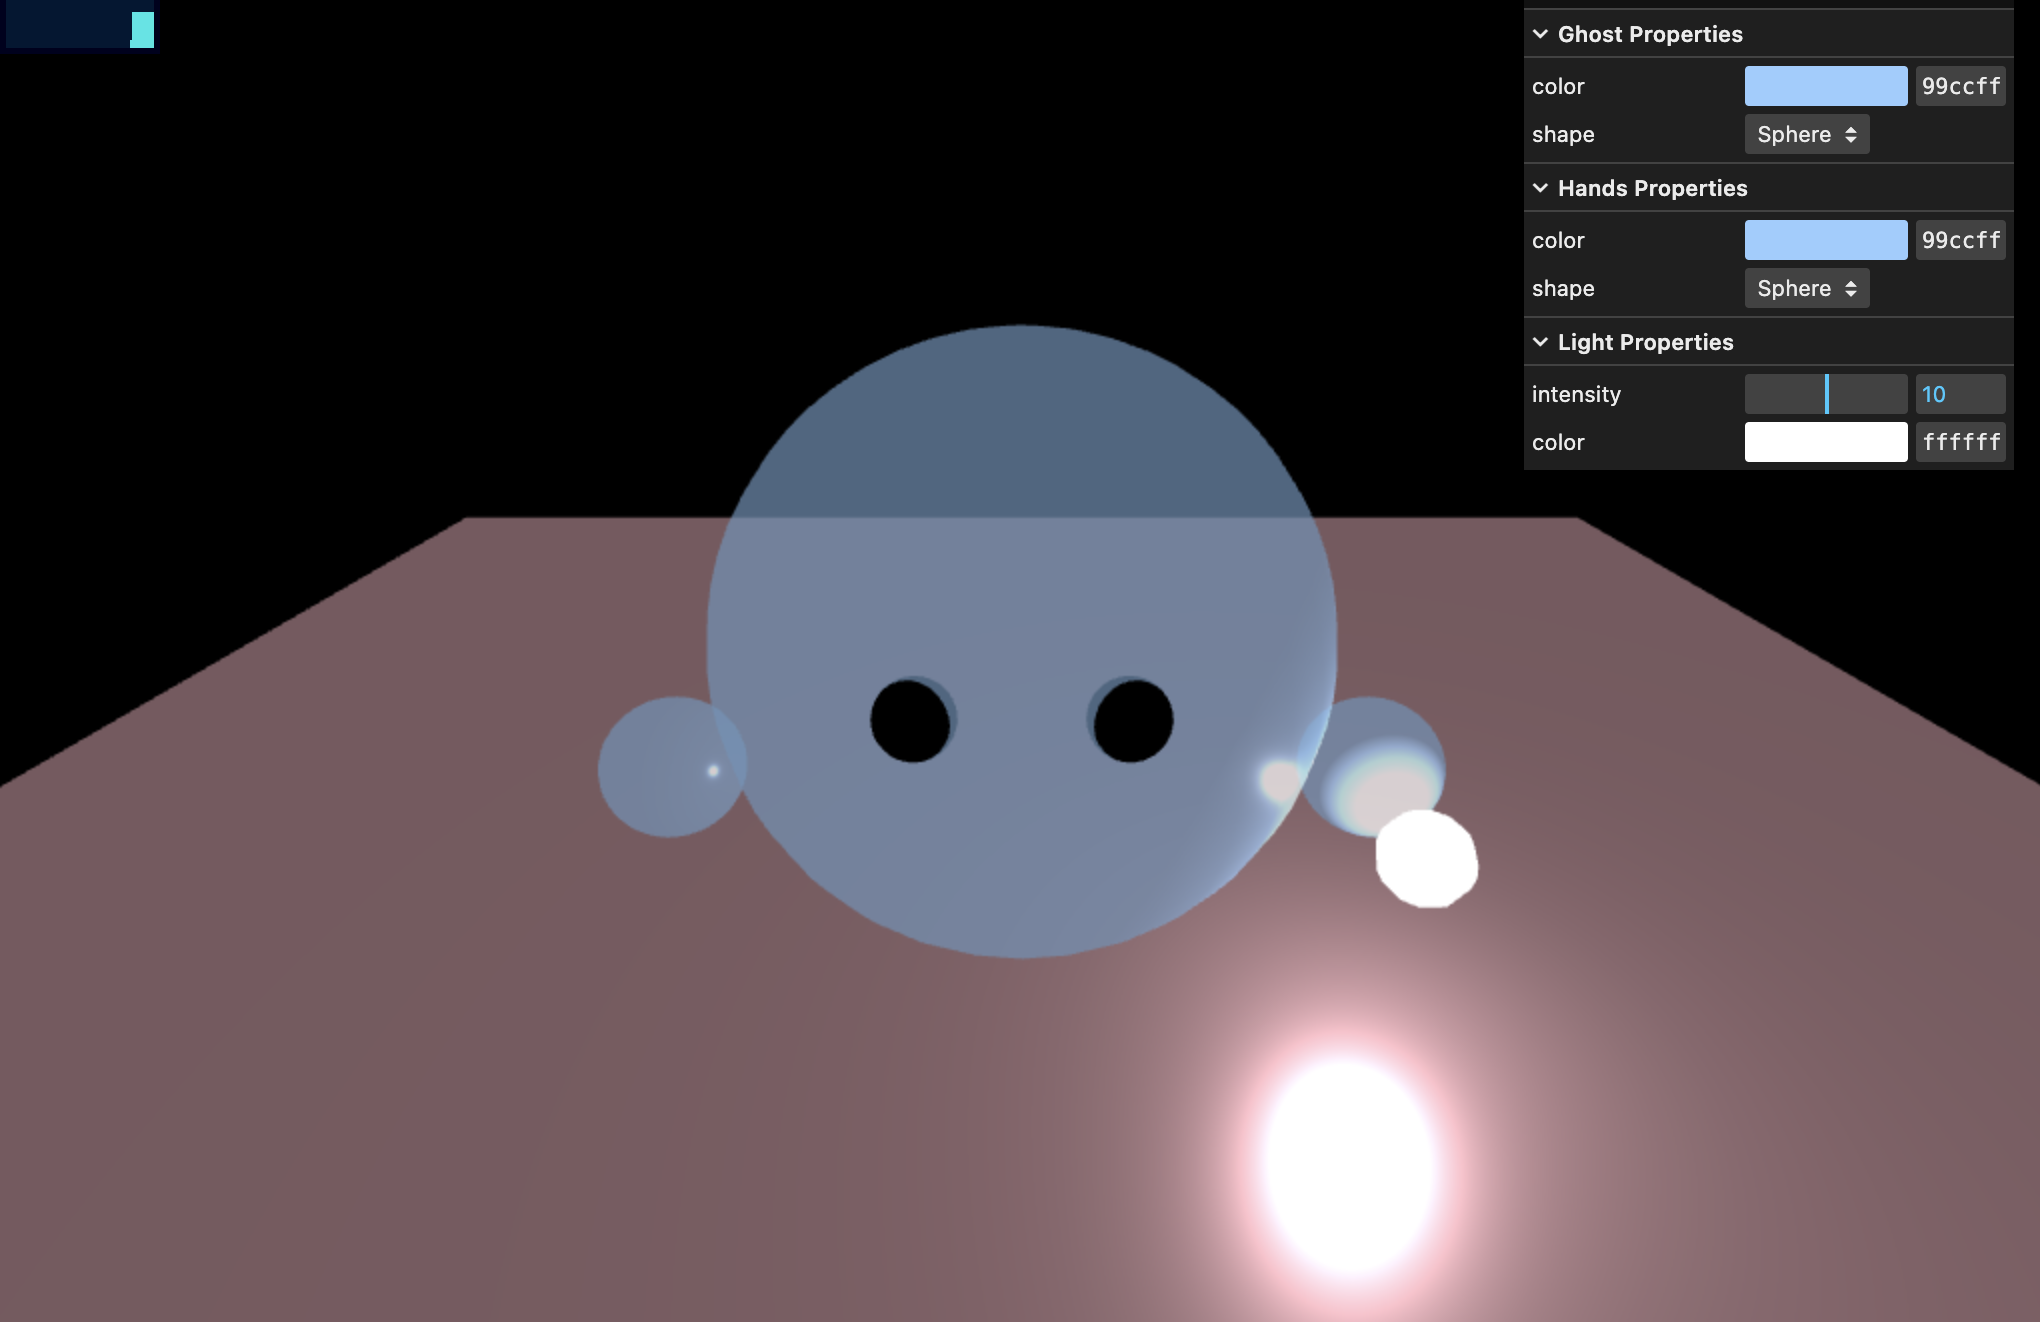 Ghost Properties
color 99ccff
shape Sphere
Hands Properties
color 99ccff
shape Sphere
Light Properties
intensity 10
color ffffff